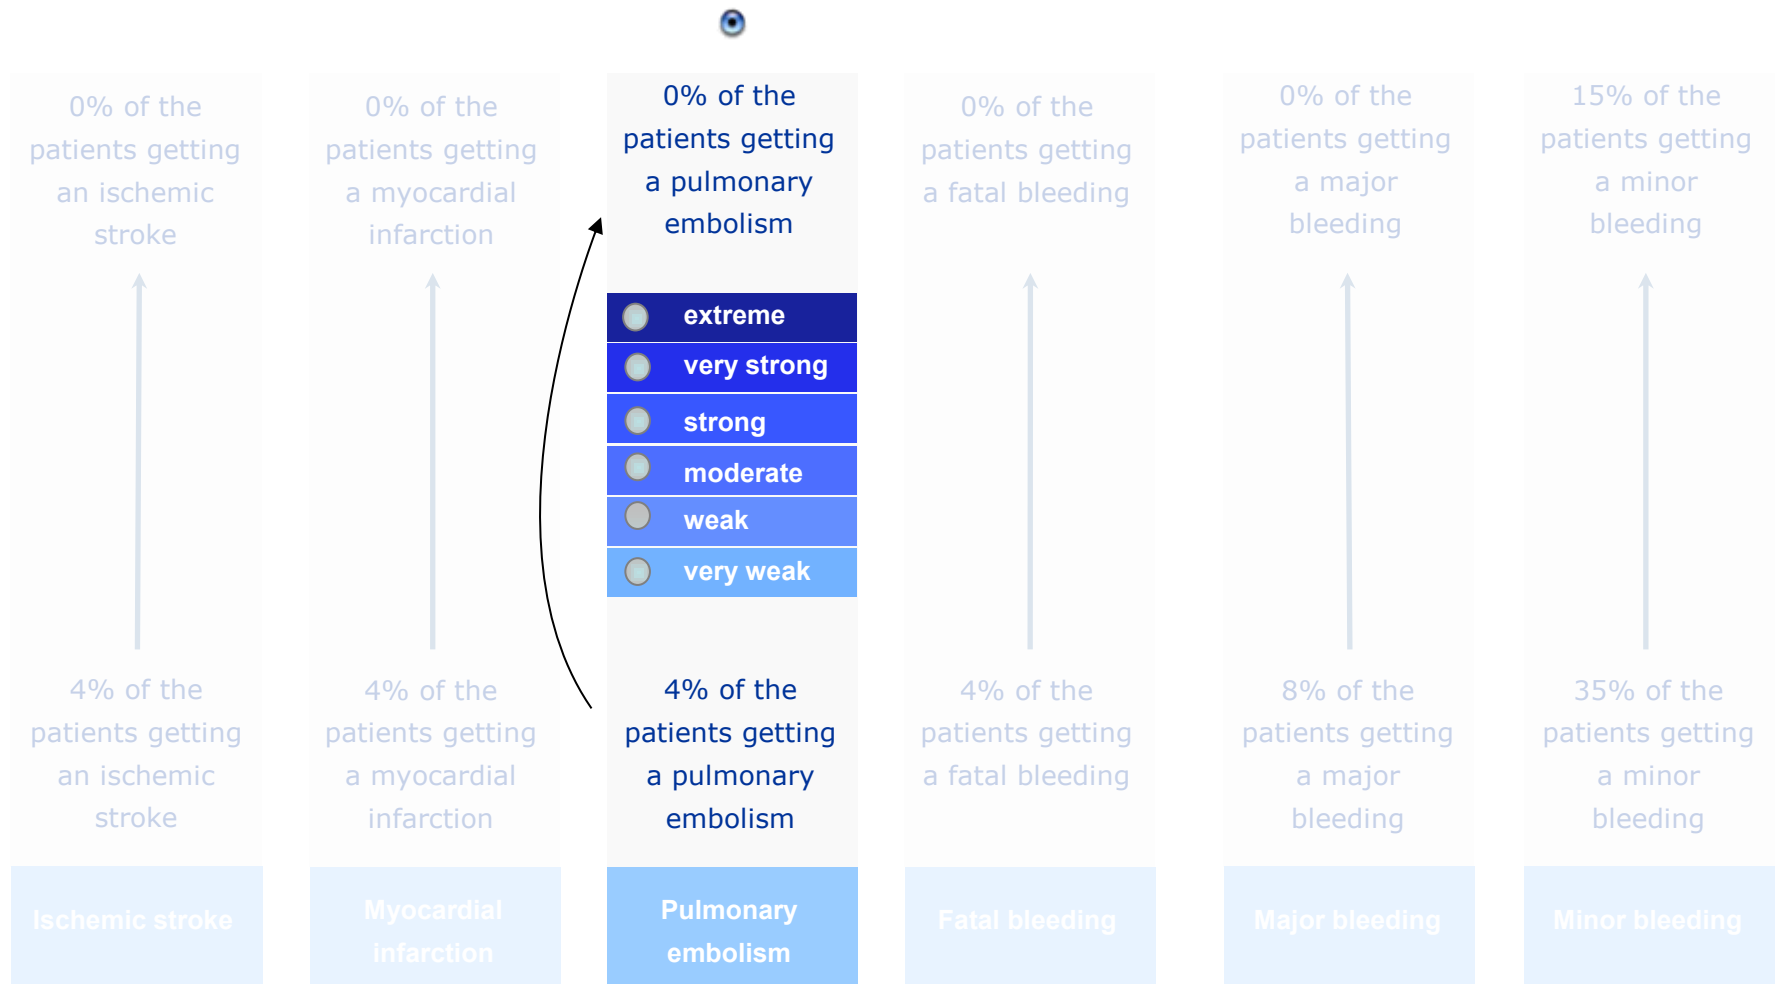 0% of the
patients getting
an ischemic
stroke
4% of the
patients getting
an ischemic
stroke
Ischemic stroke
0% of the
patients getting
a myocardial
infarction
4% of the
patients getting
a myocardial
infarction
Myocardial
infarction
0% of the
patients getting
a pulmonary
embolism
extreme
very strong
strong
moderate
weak
very weak
4% of the
patients getting
a pulmonary
embolism
Pulmonary
embolism
0% of the
patients getting
a fatal bleeding
4% of the
patients getting
a fatal bleeding
Fatal bleeding
0% of the
patients getting
a major
bleeding
8% of the
patients getting
a major
bleeding
Major bleeding
15% of the
patients getting
a minor
bleeding
35% of the
patients getting
a minor
bleeding
Minor bleeding